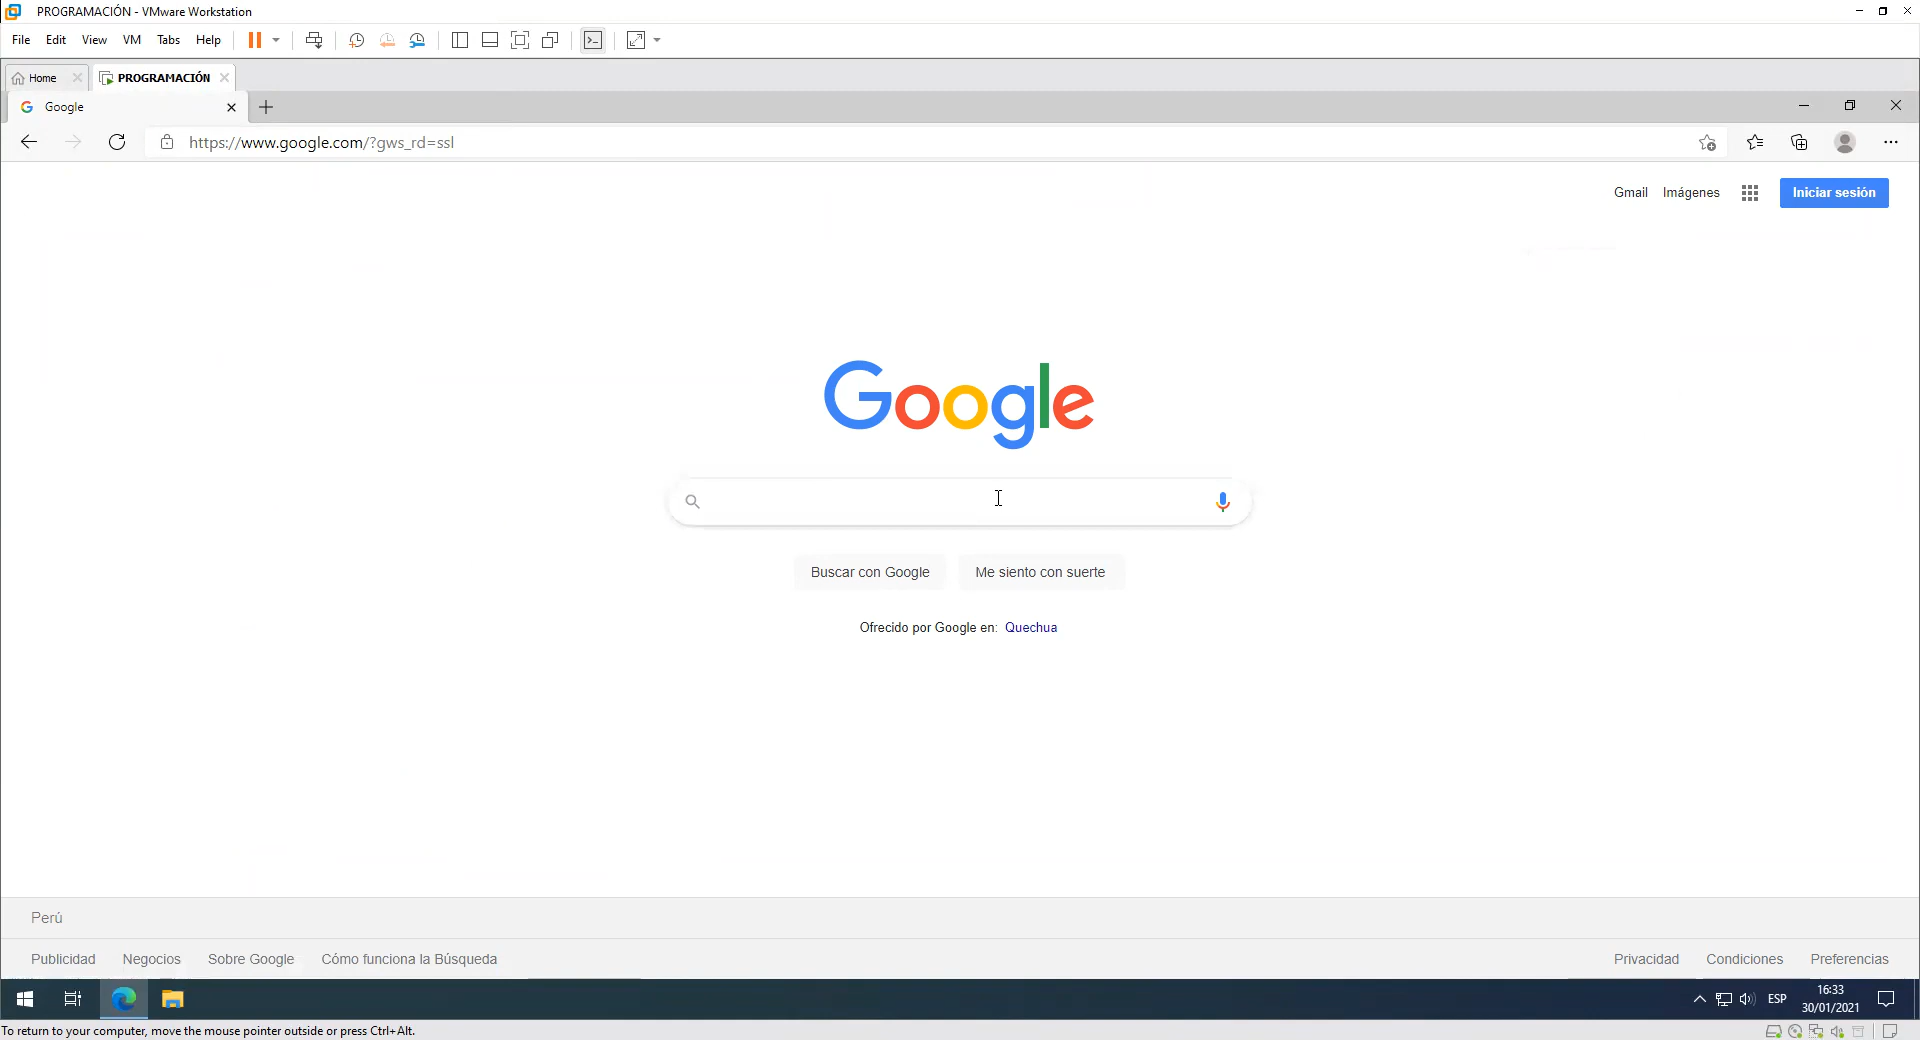 PROGRAMACIÓN - VMware Workstation
File Edit View VM Tabs Help
Home PROGRAMACIÓN
Google
https://www.google.com/?gws_rd=ssl
Gmail Imágenes Iniciar sesión
Google
Buscar con Google Me siento con suerte
Ofrecido por Google en: Quechua
Perú
Publicidad Negocios Sobre Google Cómo funciona la Búsqueda Privacidad Condiciones Preferencias
ESP 16:33
30/01/2021
To return to your computer, move the mouse pointer outside or press Ctrl+Alt.